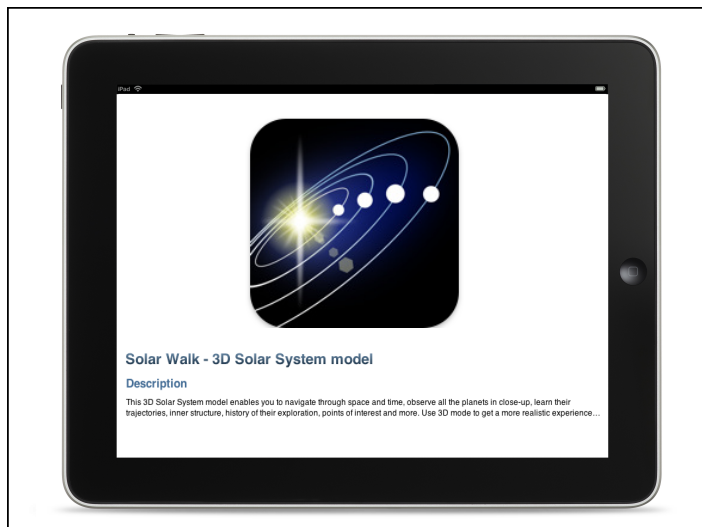 iPad
Solar Walk - 3D Solar System model
Description
This 3D Solar System model enables you to navigate through space and time, observe all the planets in close-up, learn their
trajectories, inner structure, history of their exploration, points of interest and more. Use 3D mode to get a more realistic experience…